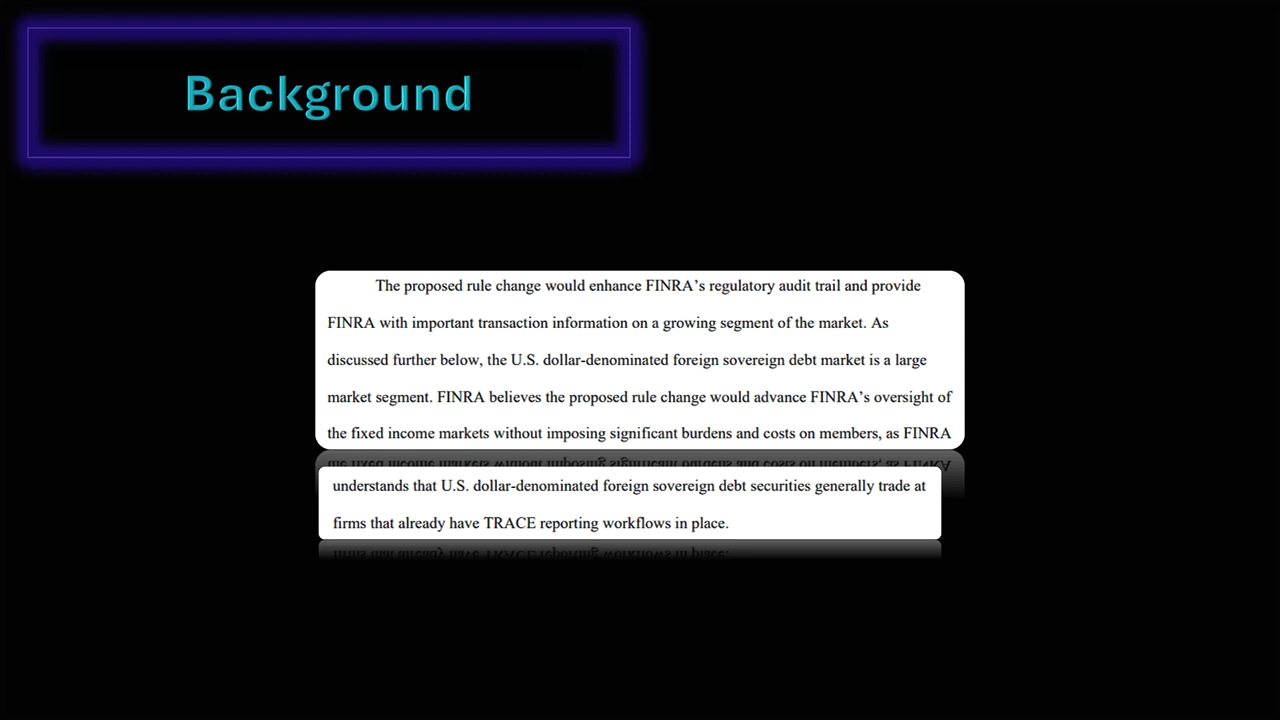 Background
The proposed rule change would enhance FINRA’s regulatory audit trail and provide
FINRA with important transaction information on a growing segment of the market. As
discussed further below, the U.S. dollar-denominated foreign sovereign debt market is a large
market segment. FINRA believes the proposed rule change would advance FINRA’s oversight of
the fixed income markets without imposing significant burdens and costs on members, as FINRA
understands that U.S. dollar-denominated foreign sovereign debt securities generally trade at
firms that already have TRACE reporting workflows in place.